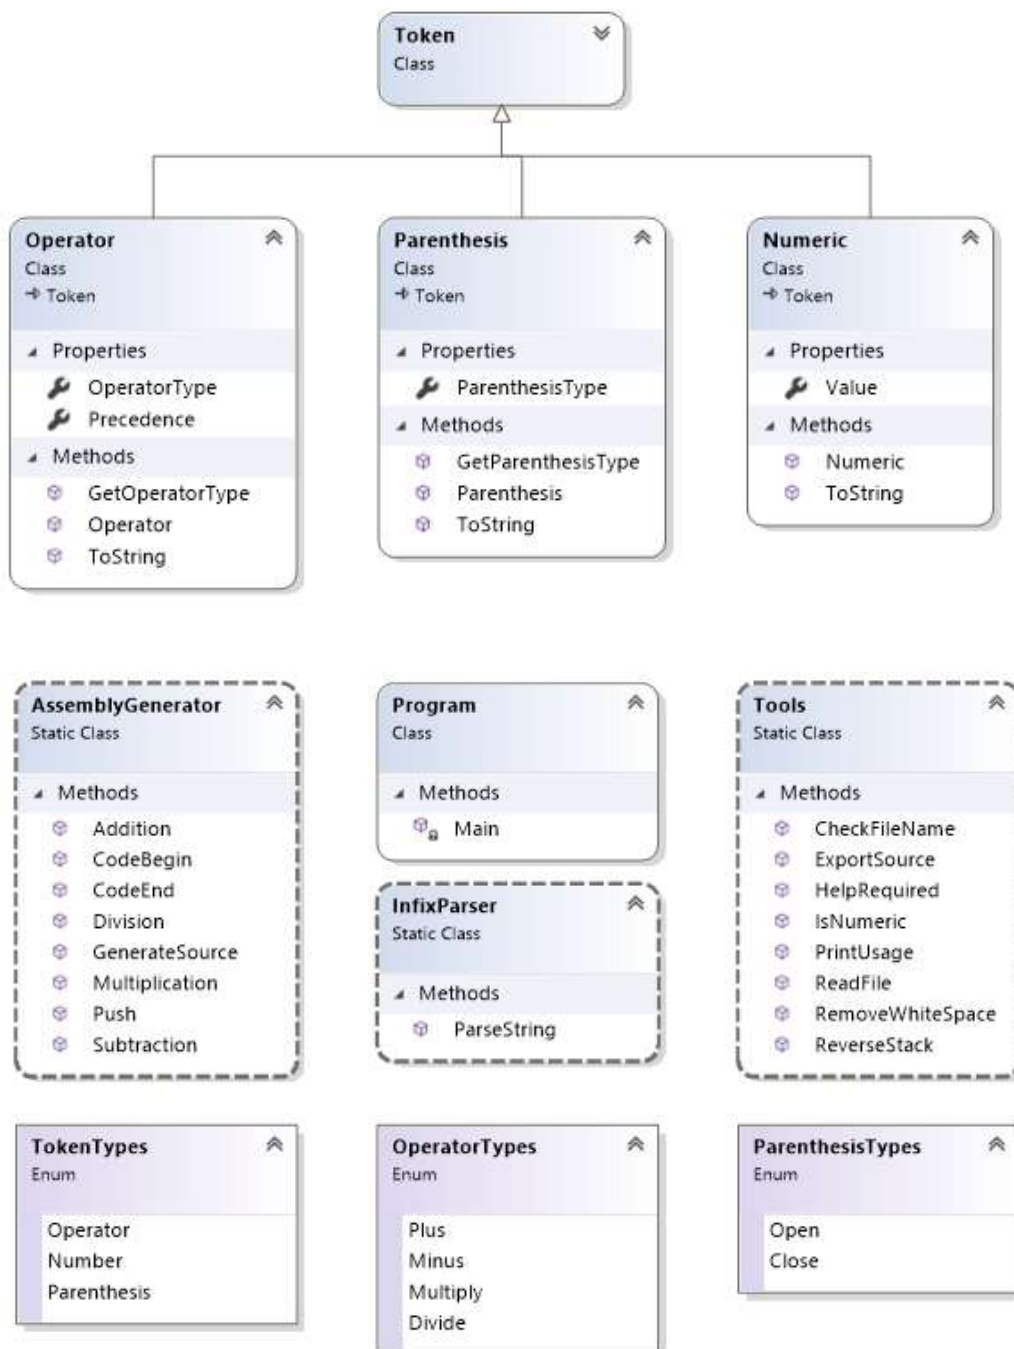 Token
Class
Operator
Class
Token
Properties
OperatorType
Precedence
Methods
GetOperatorType
Operator
ToString
Parenthesis
Class
Token
Properties
ParenthesisType
Methods
GetParenthesisType
Parenthesis
ToString
Numeric
Class
Token
Properties
Value
Methods
Numeric
ToString
AssemblyGenerator
Static Class
Methods
Addition
CodeBegin
CodeEnd
Division
GenerateSource
Multiplication
Push
Subtraction
Program
Class
Methods
Main
InfixParser
Static Class
Methods
ParseString
Tools
Static Class
Methods
CheckFileName
ExportSource
HelpRequired
IsNumeric
PrintUsage
ReadFile
RemoveWhiteSpace
ReverseStack
TokenTypes
Enum
Operator
Number
Parenthesis
OperatorTypes
Enum
Plus
Minus
Multiply
Divide
ParenthesisTypes
Enum
Open
Close